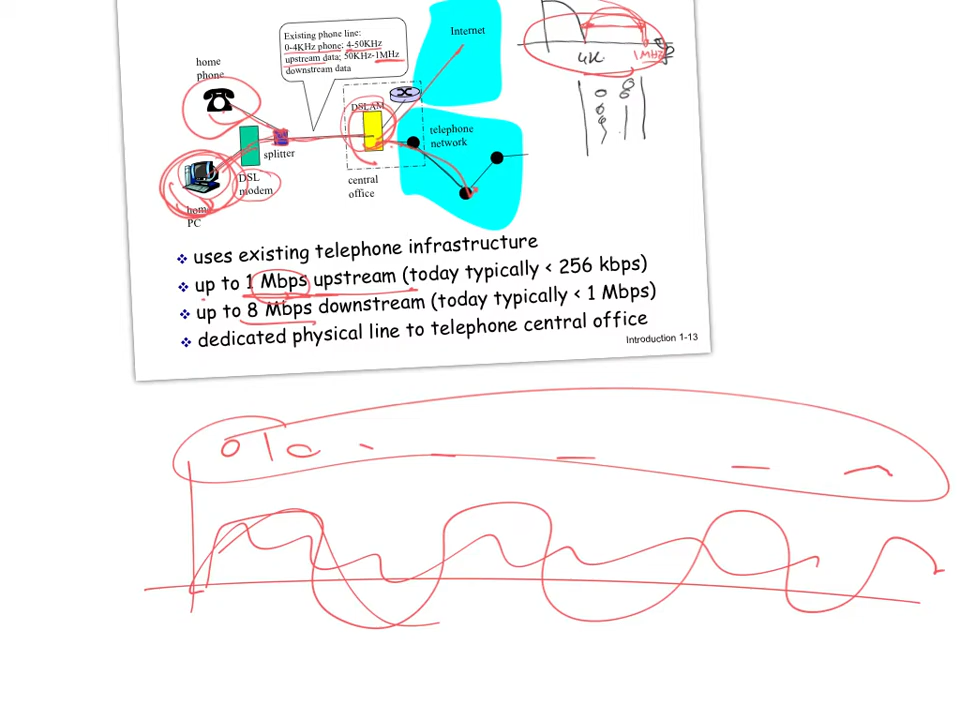 Existing phone line:
0-4KHz phone; 4-50KHz
upstream data; 50KHz-1MHz
downstream data
Internet
home
phone
DSLAM
telephone
network
splitter
DSL
modem
central
office
home
PC
4K
1MHz
❖ uses existing telephone infrastructure
❖ up to 1 Mbps upstream (today typically < 256 kbps)
❖ up to 8 Mbps downstream (today typically < 1 Mbps)
❖ dedicated physical line to telephone central office
Introduction 1-13
0 1 0